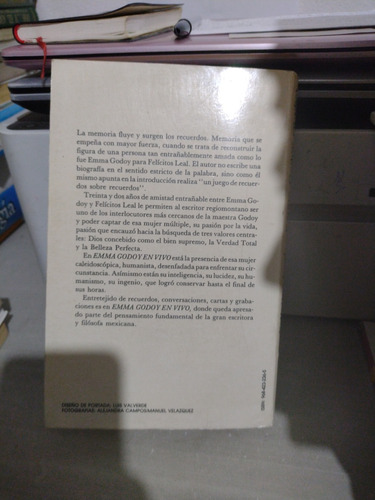 La memoria fluye y surgen los recuerdos. Memoria que se
empeña con mayor fuerza, cuando se trata de reconstruir la
figura de una persona tan entrañablemente amada como lo
fue Emma Godoy para Felícitos Leal. El autor no escribe una
biografía en el sentido estricto de la palabra, sino como él
mismo apunta en la introducción realiza "un juego de recuer-
dos sobre recuerdos".
Treinta y dos años de amistad entrañable entre Emma Go-
doy y Felícitos Leal le permiten al escritor regiomontano ser
uno de los interlocutores más cercanos de la maestra Godoy
y poder captar de esa mujer múltiple, su pasión por la vida,
pasión que encauzó hacia la búsqueda de tres valores centra-
les: Dios concebido como el bien supremo, la Verdad Total
y la Belleza Perfecta.
En EMMA GODOY EN VIVO está la presencia de esa mujer
caleidoscópica, humanista, desenfadada para enfrentar su cir-
cunstancia. Asimismo están su inteligencia, su lucidez, su hu-
manismo, su ingenio, que logró conservar hasta el final de
sus horas.
Entretejido de recuerdos, conversaciones, cartas y graba-
ciones es en EMMA GODOY EN VIVO, donde queda apres-
ado parte del pensamiento fundamental de la gran escritora
y filósofa mexicana.
DISEÑO DE PORTADA: LUIS VALVERDE
FOTOGRAFIAS: ALEJANDRA CAMPOS/MANUEL VELAZQUEZ